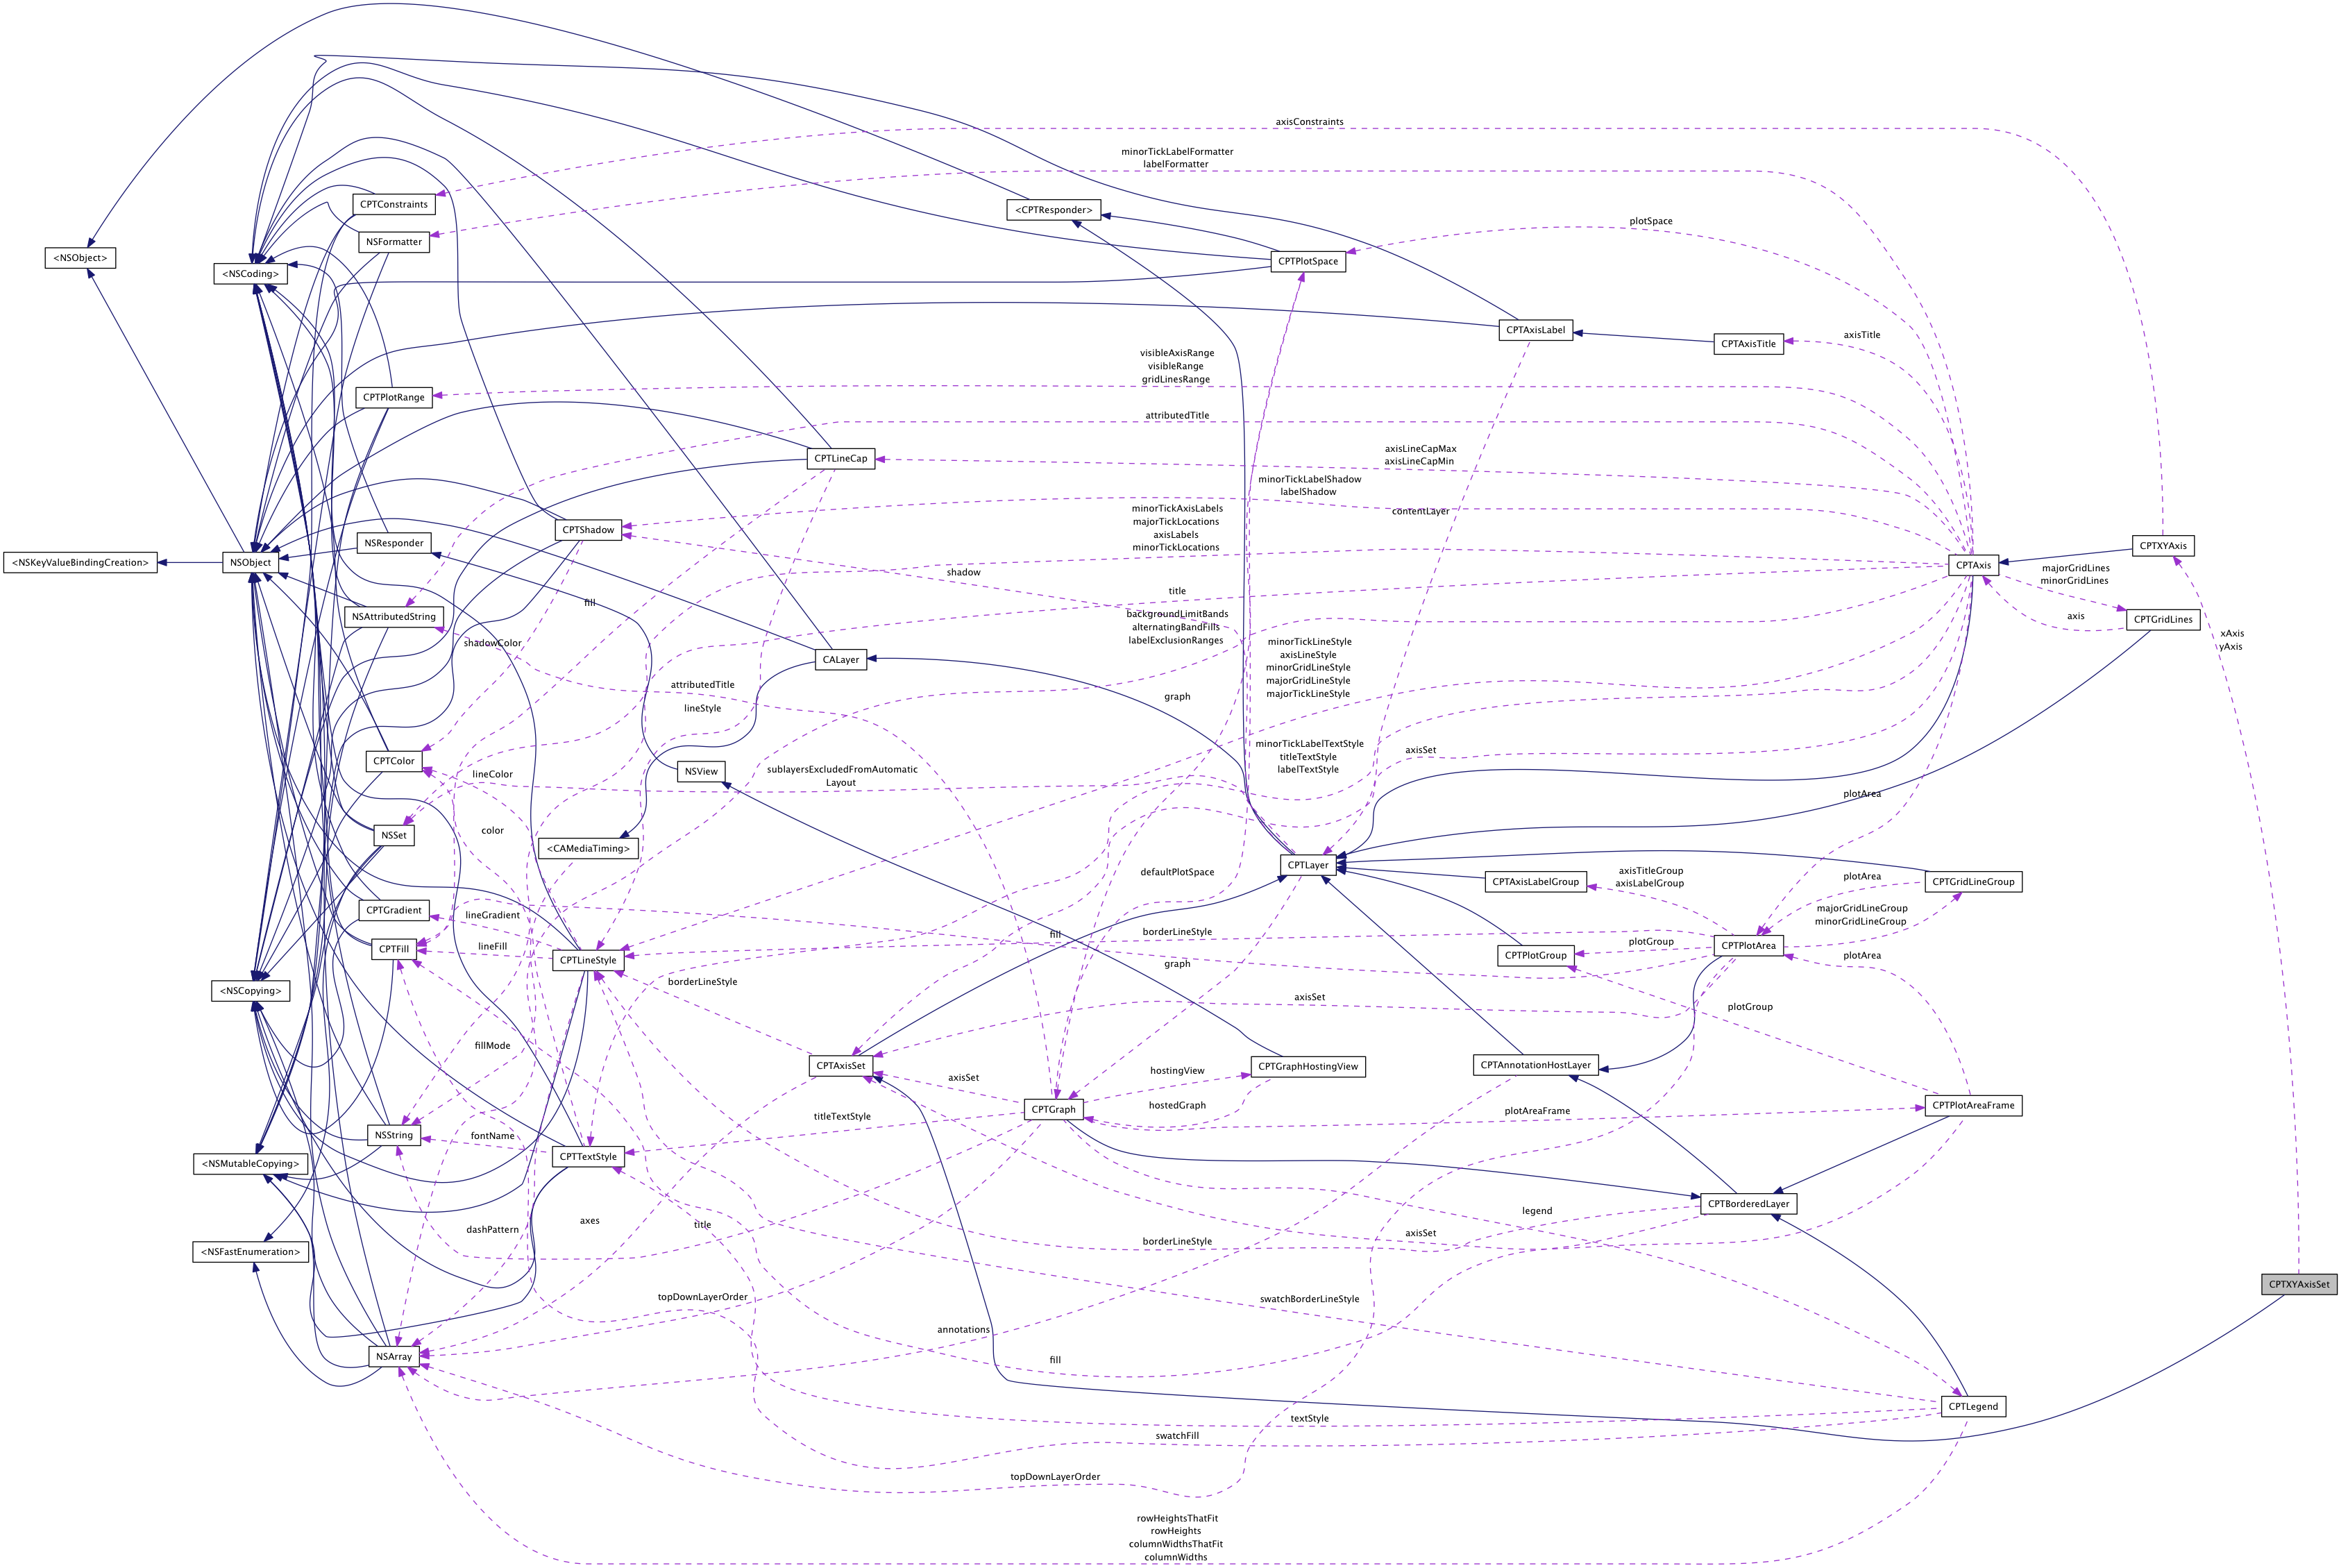 axisConstraints
minorTickLabelFormatter
labelFormatter
CPTConstraints
<CPTResponder>
plotSpace
NSFormatter
<NSObject>
CPTPlotSpace
<NSCoding>
CPTAxisLabel
axisTitle
CPTAxisTitle
visibleAxisRange
visibleRange
gridLinesRange
CPTPlotRange
attributedTitle
axisLineCapMax
axisLineCapMin
CPTLineCap
minorTickLabelShadow
labelShadow
contentLayer
minorTickAxisLabels
majorTickLocations
axisLabels
minorTickLocations
CPTShadow
NSResponder
CPTXYAxis
<NSKeyValueBindingCreation>
NSObject
CPTAxis
majorGridLines
minorGridLines
shadow
title
fill
NSAttributedString
backgroundLimitBands
alternatingBandFills
labelExclusionRanges
axis
CPTGridLines
xAxis
yAxis
shadowColor
CALayer
minorTickLineStyle
axisLineStyle
minorGridLineStyle
majorGridLineStyle
majorTickLineStyle
attributedTitle
lineStyle
graph
CPTColor
lineColor
NSView
sublayersExcludedFromAutomatic
Layout
minorTickLabelTextStyle
titleTextStyle
labelTextStyle
axisSet
plotArea
NSSet
color
<CAMediaTiming>
CPTLayer
defaultPlotSpace
CPTAxisLabelGroup
axisTitleGroup
axisLabelGroup
plotArea
CPTGridLineGroup
CPTGradient
lineGradient
majorGridLineGroup
minorGridLineGroup
CPTFill
lineFill
CPTLineStyle
fill
borderLineStyle
graph
CPTPlotGroup
plotGroup
CPTPlotArea
plotArea
<NSCopying>
borderLineStyle
axisSet
plotGroup
fillMode
CPTAxisSet
axisSet
hostingView
CPTGraphHostingView
CPTAnnotationHostLayer
hostedGraph
CPTGraph
plotAreaFrame
CPTPlotAreaFrame
titleTextStyle
NSString
fontName
CPTTextStyle
<NSMutableCopying>
CPTBorderedLayer
legend
dashPattern
axes
title
borderLineStyle
axisSet
<NSFastEnumeration>
CPTXYAxisSet
topDownLayerOrder
swatchBorderLineStyle
annotations
NSArray
fill
CPTLegend
textStyle
swatchFill
topDownLayerOrder
rowHeightsThatFit
rowHeights
columnWidthsThatFit
columnWidths